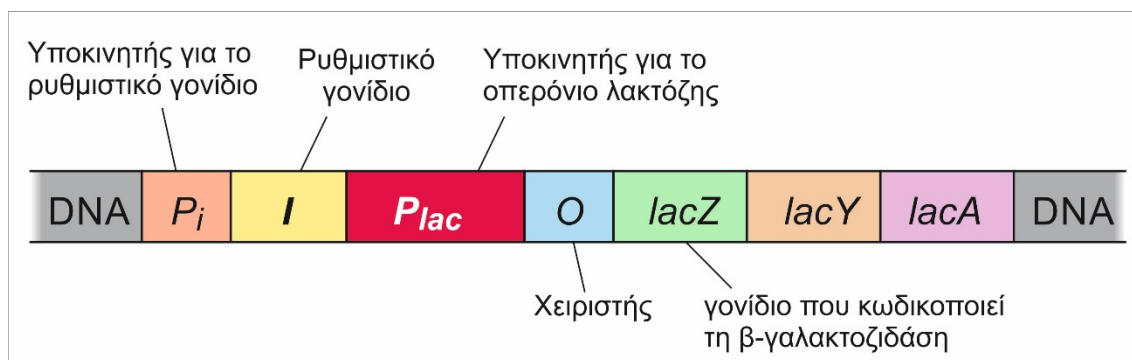 Υποκινητής για το
ρυθμιστικό γονίδιο
Ρυθμιστικό
γονίδιο
Υποκινητής για το
οπερόνιο λακτόζης
DNA Pi I Plac O lacZ lacY lacA DNA
Χειριστής
γονίδιο που κωδικοποιεί
τη β-γαλακτοζιδάση